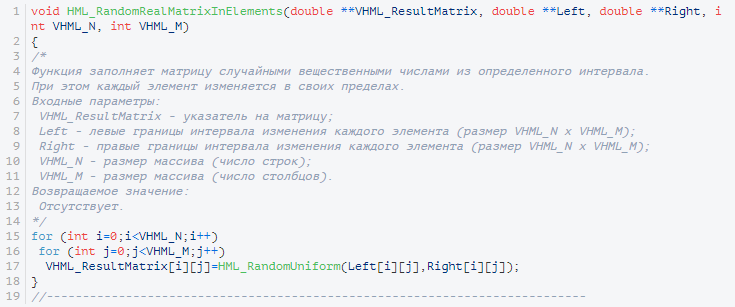 1 void HML_RandomRealMatrixInElements(double **VHML_ResultMatrix, double **Left, double **Right, i
nt VHML_N, int VHML_M)
2 {
3 /*
4 Функция заполняет матрицу случайными вещественными числами из определенного интервала.
5 При этом каждый элемент изменяется в своих пределах.
6 Входные параметры:
7  VHML_ResultMatrix - указатель на матрицу;
8  Left - левые границы интервала изменения каждого элемента (размер VHML_N x VHML_M);
9  Right - правые границы интервала изменения каждого элемента (размер VHML_N x VHML_M);
10  VHML_N - размер массива (число строк);
11  VHML_M - размер массива (число столбцов).
12 Возвращаемое значение:
13  Отсутствует.
14 */
15 for (int i=0;i<VHML_N;i++)
16  for (int j=0;j<VHML_M;j++)
17   VHML_ResultMatrix[i][j]=HML_RandomUniform(Left[i][j],Right[i][j]);
18 }
19 //---------------------------------------------------------------------------